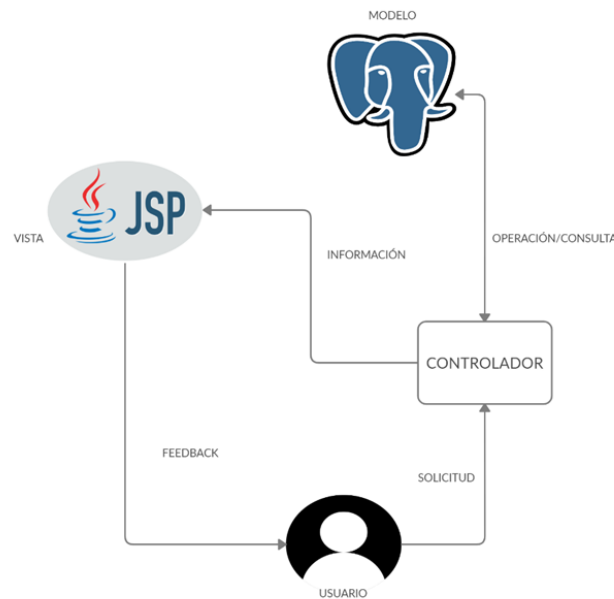 MODELO
JSP
VISTA
OPERACIÓN/CONSULTA
INFORMACIÓN
CONTROLADOR
FEEDBACK
SOLICITUD
USUARIO